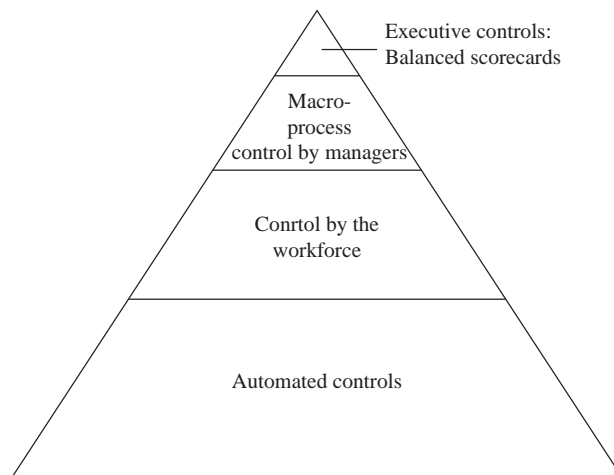 Executive controls:
Balanced scorecards
Macro-
process
control by managers
Conrtol by the
workforce
Automated controls